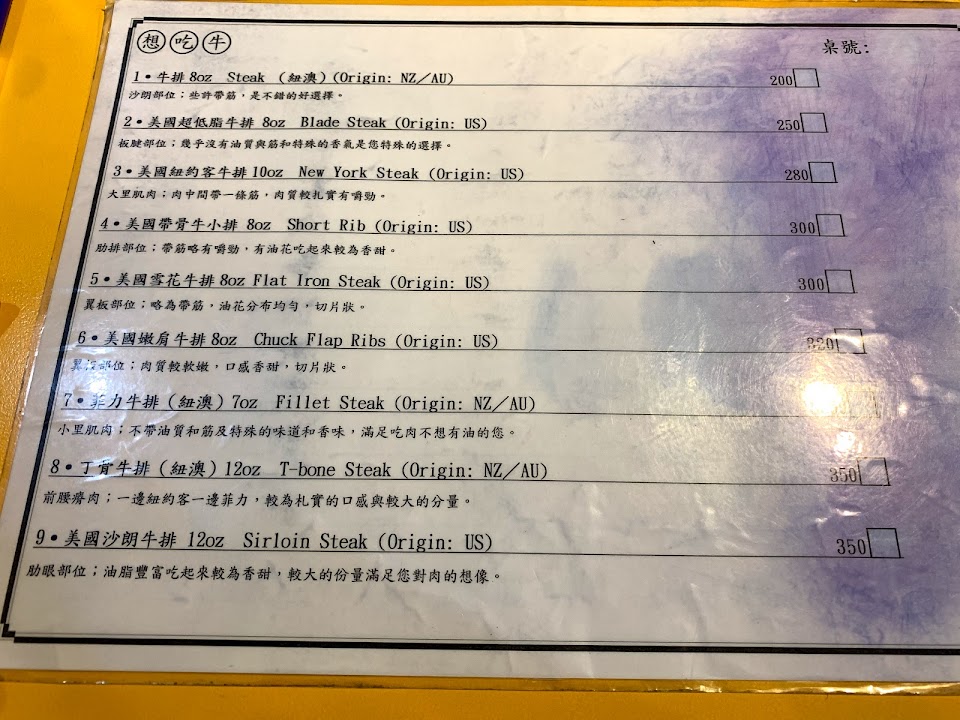 想吃牛
桌號:
1•牛排 8oz Steak (紐澳)(Origin: NZ/AU) 200
沙朗部位；些許帶筋，是不錯的好選擇。
2•美國超低脂牛排 8oz Blade Steak (Origin: US) 250
板腱部位；幾乎沒有油質與筋和特殊的香氣是您特殊的選擇。
3•美國紐約客牛排10oz New York Steak (Origin: US) 280
大里肌肉；肉中間帶一條筋，肉質較扎實有嚼勁。
4•美國帶骨牛小排 8oz Short Rib (Origin: US) 300
肋排部位；帶筋略有嚼勁，有油花吃起來較為香甜。
5•美國雪花牛排 8oz Flat Iron Steak (Origin: US) 300
翼板部位；略為帶筋，油花分布均勻，切片狀。
6•美國嫩肩牛排 8oz Chuck Flap Ribs (Origin: US) 320
翼板部位；肉質較軟嫩，口感香甜，切片狀。
7•菲力牛排（紐澳）7oz Fillet Steak (Origin: NZ/AU)
小里肌肉；不帶油質和筋及特殊的味道和香味，滿足吃肉不想有油的您。
8•丁骨牛排（紐澳）12oz T-bone Steak (Origin: NZ/AU) 350
前腰脊肉；一邊紐約客一邊菲力，較為札實的口感與較大的分量。
9•美國沙朗牛排 12oz Sirloin Steak (Origin: US) 350
肋眼部位；油脂豐富吃起來較為香甜，較大的份量滿足您對肉的想像。